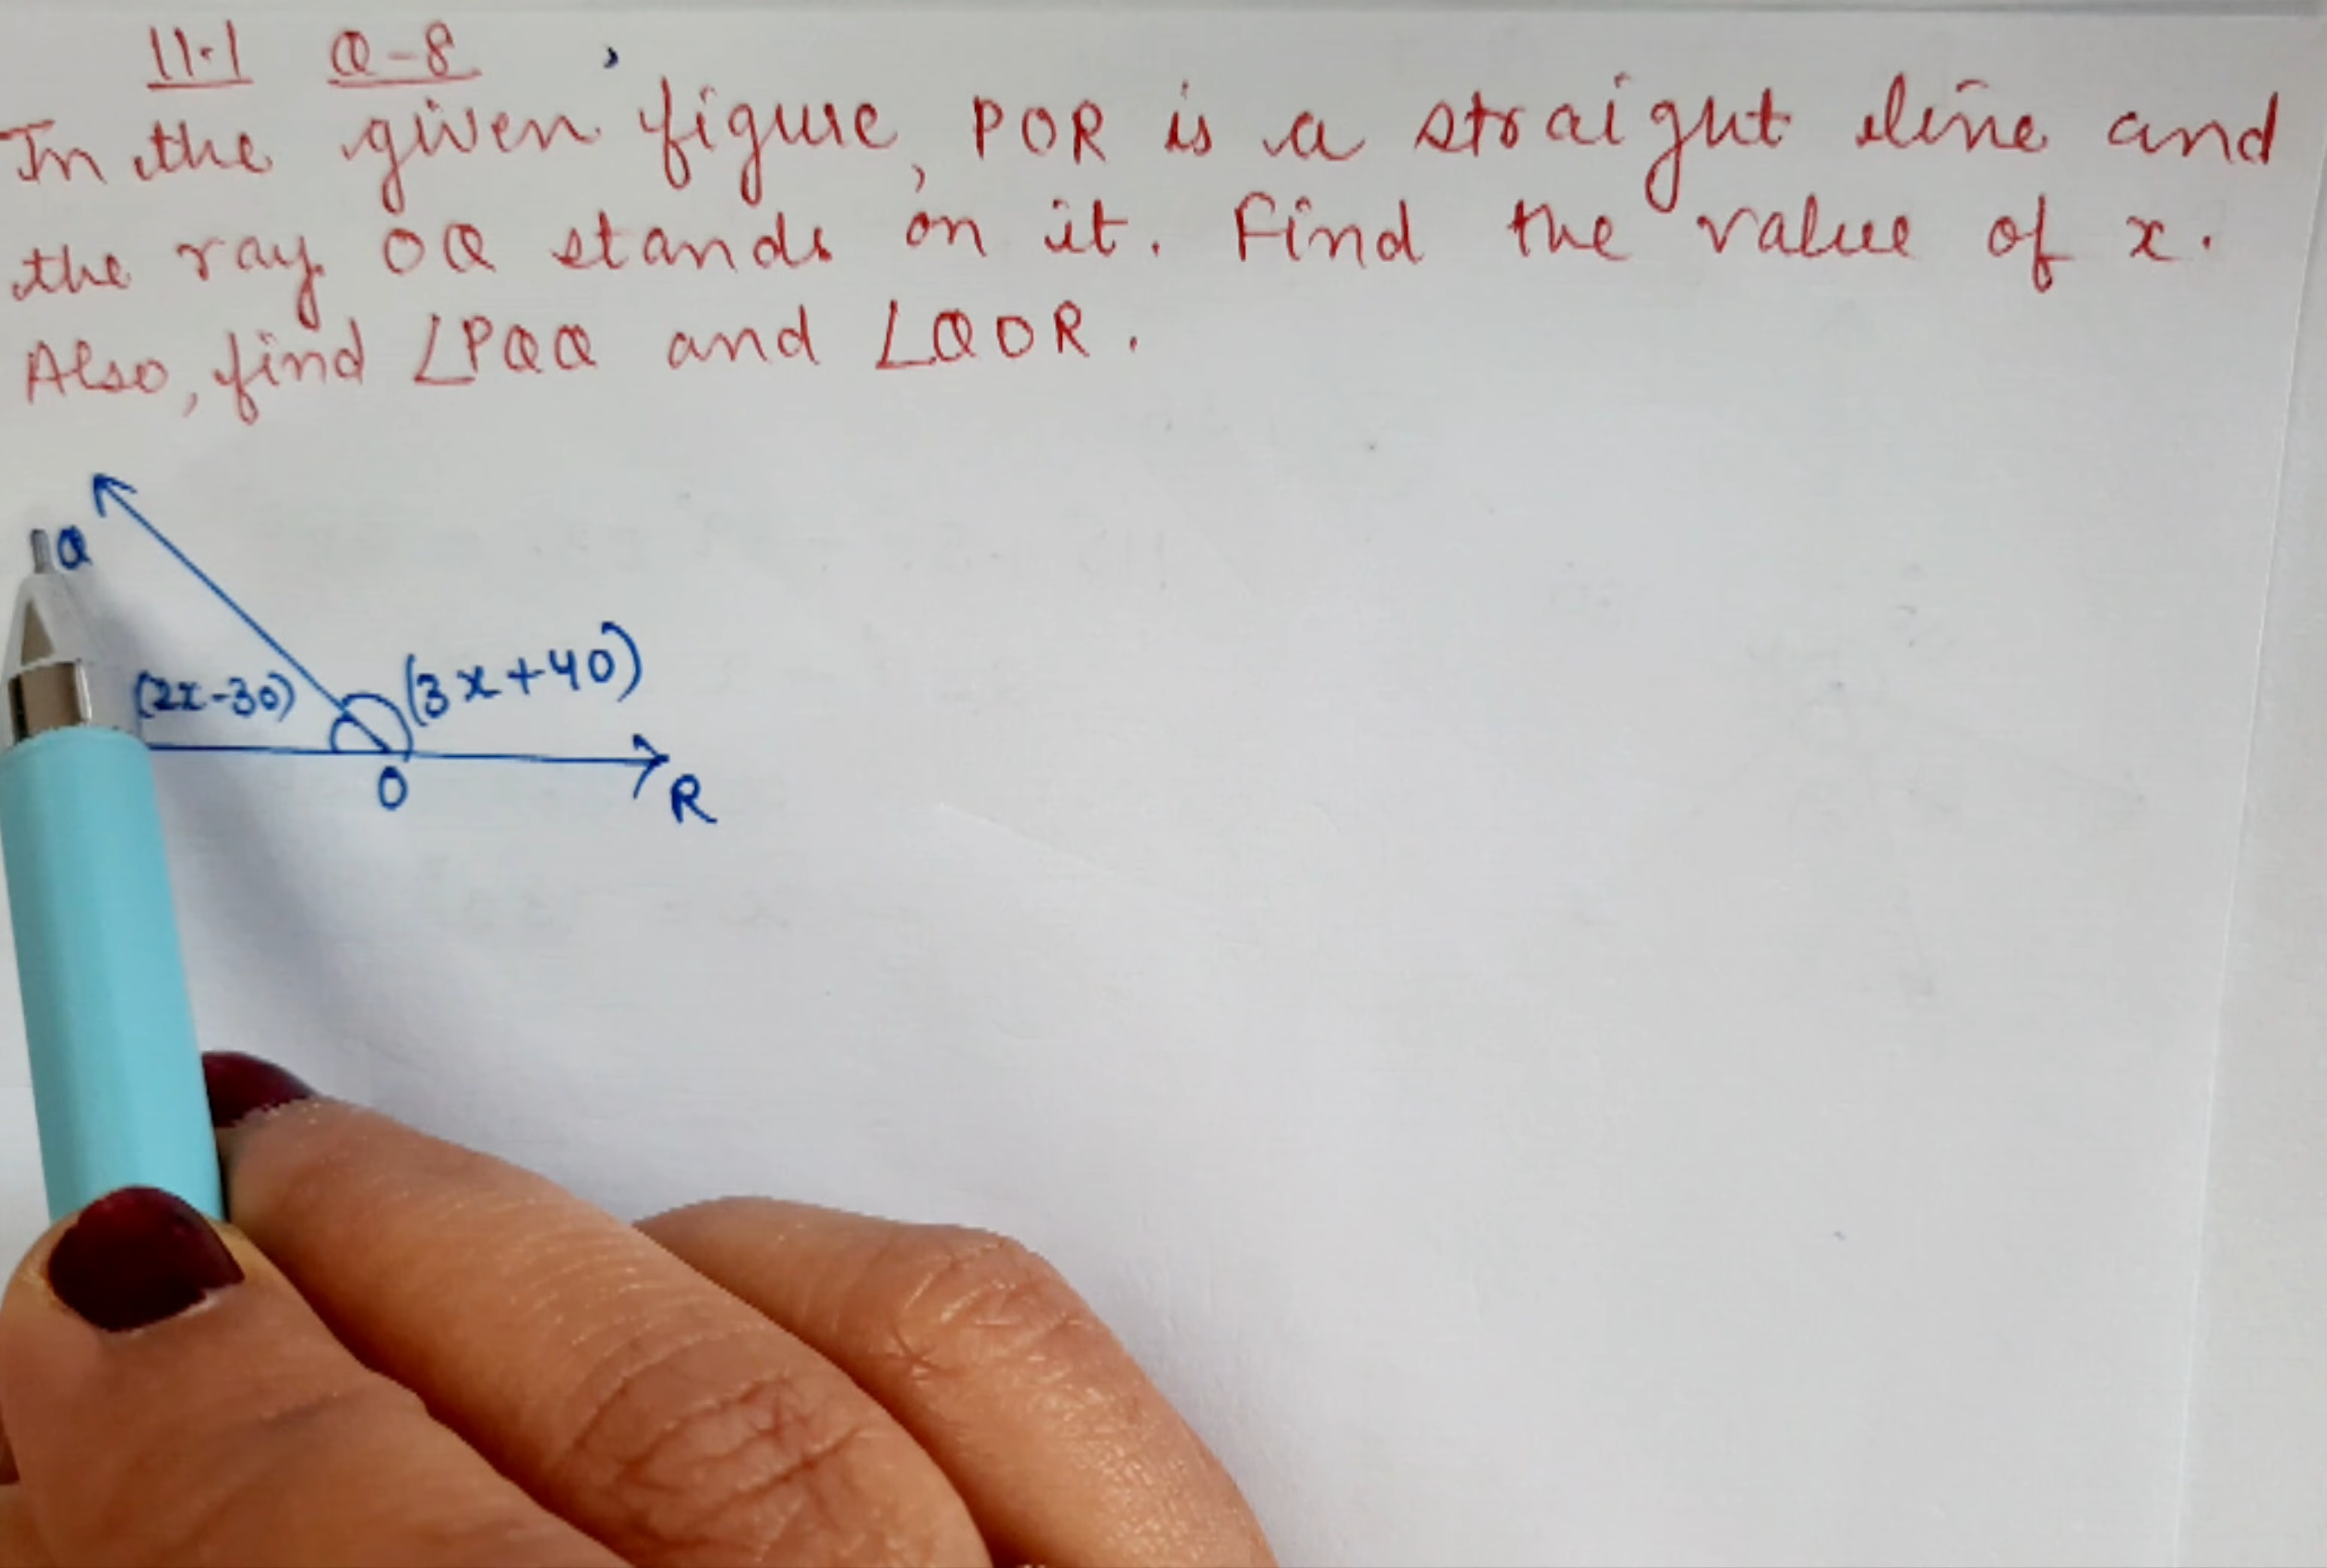 11.1 Q-8
In the given figure, POR is a straight line and
the ray OQ stands on it. Find the value of x.
Also, find ∠PQQ and ∠QOR.
Q
(2x-30) (3x+40)
O
R